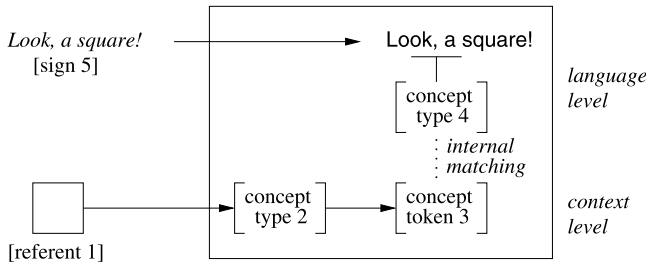 Look, a square!
[sign 5]
Look, a square!
language
level
concept
type 4
internal
matching
concept
type 2
concept
token 3
context
level
[referent 1]